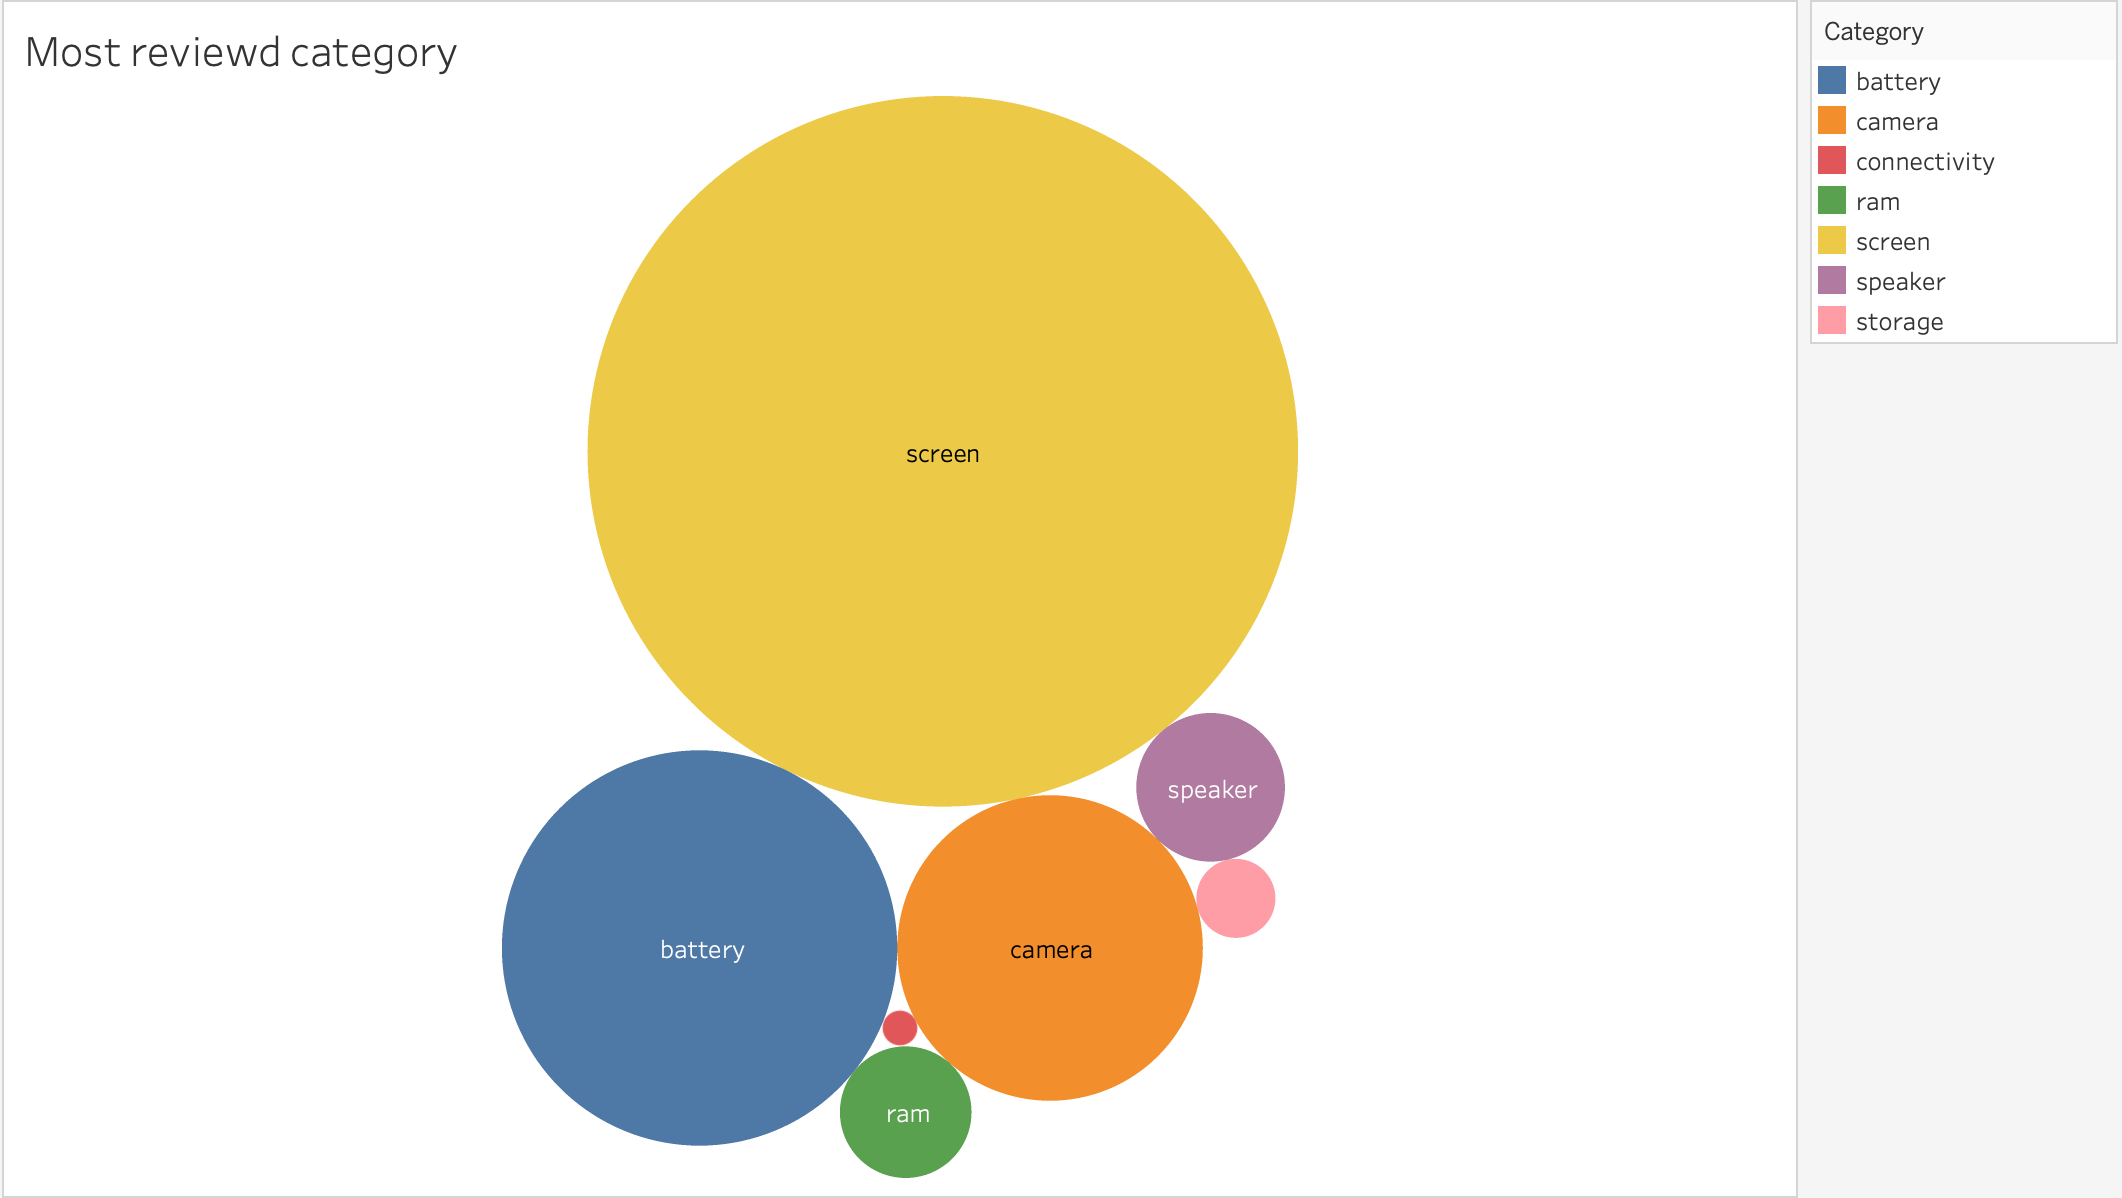 Most reviewd category
screen
speaker
battery
camera
ram
Category
battery
camera
connectivity
ram
screen
speaker
storage